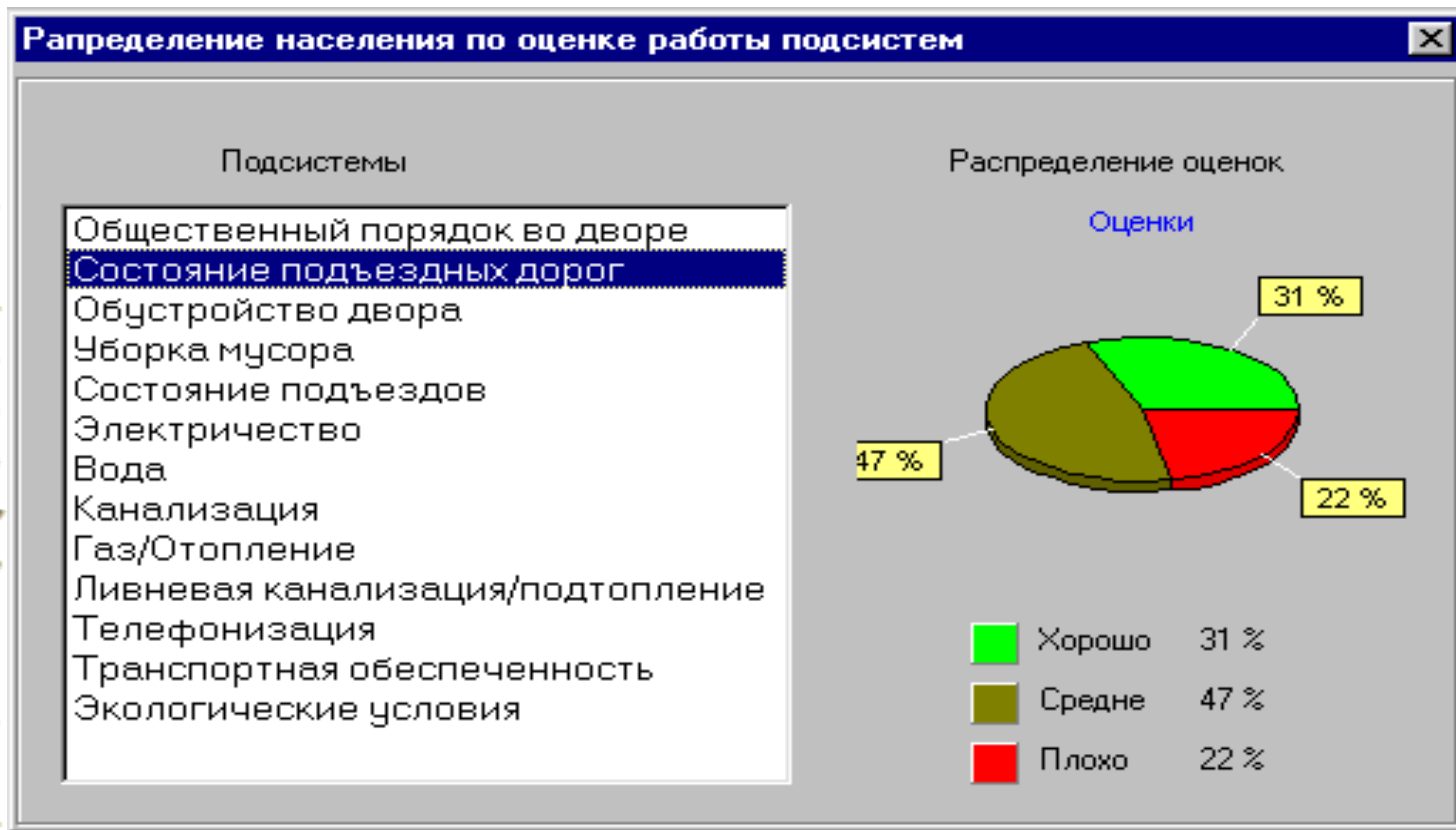 Рапределение населения по оценке работы подсистем
Подсистемы
Общественный порядок во дворе
Состояние подъездных дорог
Обустройство двора
Уборка мусора
Состояние подъездов
Электричество
Вода
Канализация
Газ/Отопление
Ливневая канализация/подтопление
Телефонизация
Транспортная обеспеченность
Экологические условия
Распределение оценок
Оценки
31 %
47 %
22 %
Хорошо 31 %
Средне 47 %
Плохо 22 %